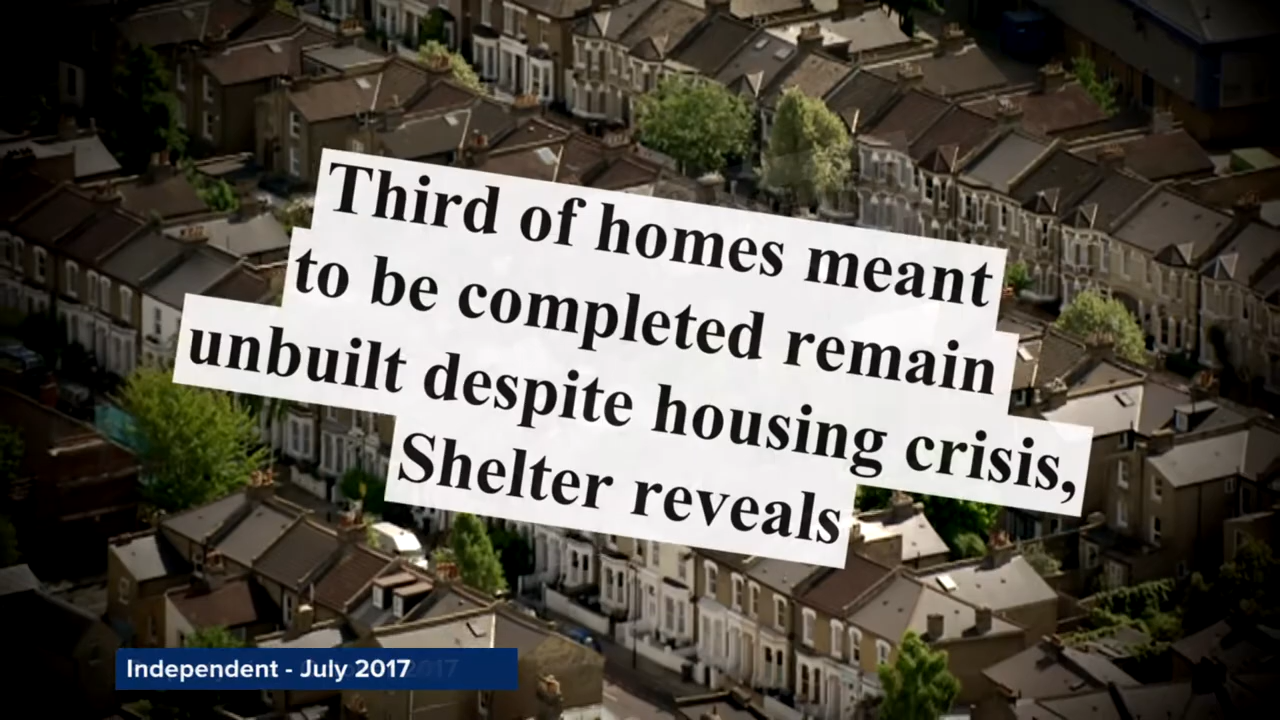 Third of homes meant
to be completed remain
unbuilt despite housing crisis,
Shelter reveals
Independent - July 2017